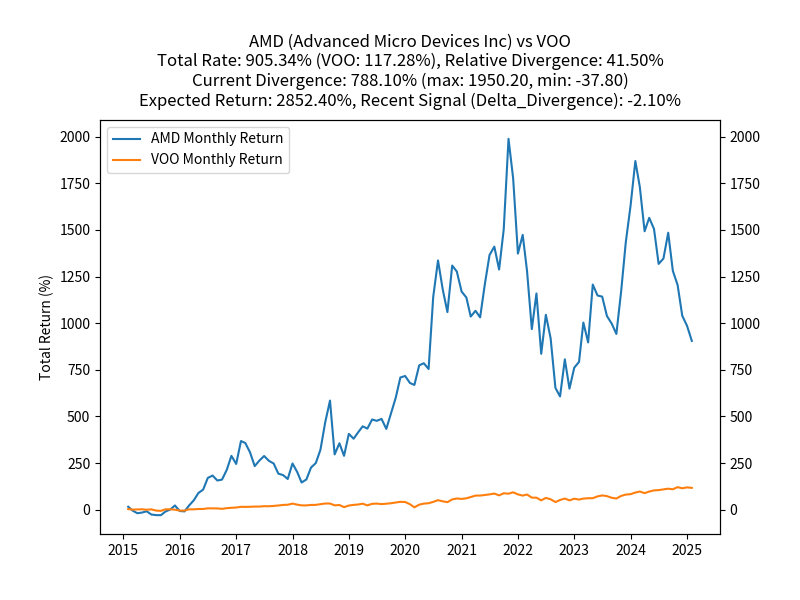 AMD (Advanced Micro Devices Inc) vs VOO
Total Rate: 905.34% (VOO: 117.28%), Relative Divergence: 41.50%
Current Divergence: 788.10% (max: 1950.20, min: -37.80)
Expected Return: 2852.40%, Recent Signal (Delta_Divergence): -2.10%
AMD Monthly Return
VOO Monthly Return
Total Return (%)
2000
1750
1500
1250
1000
750
500
250
0
2000
1750
1500
1250
1000
750
500
250
0
2015 2016 2017 2018 2019 2020 2021 2022 2023 2024 2025